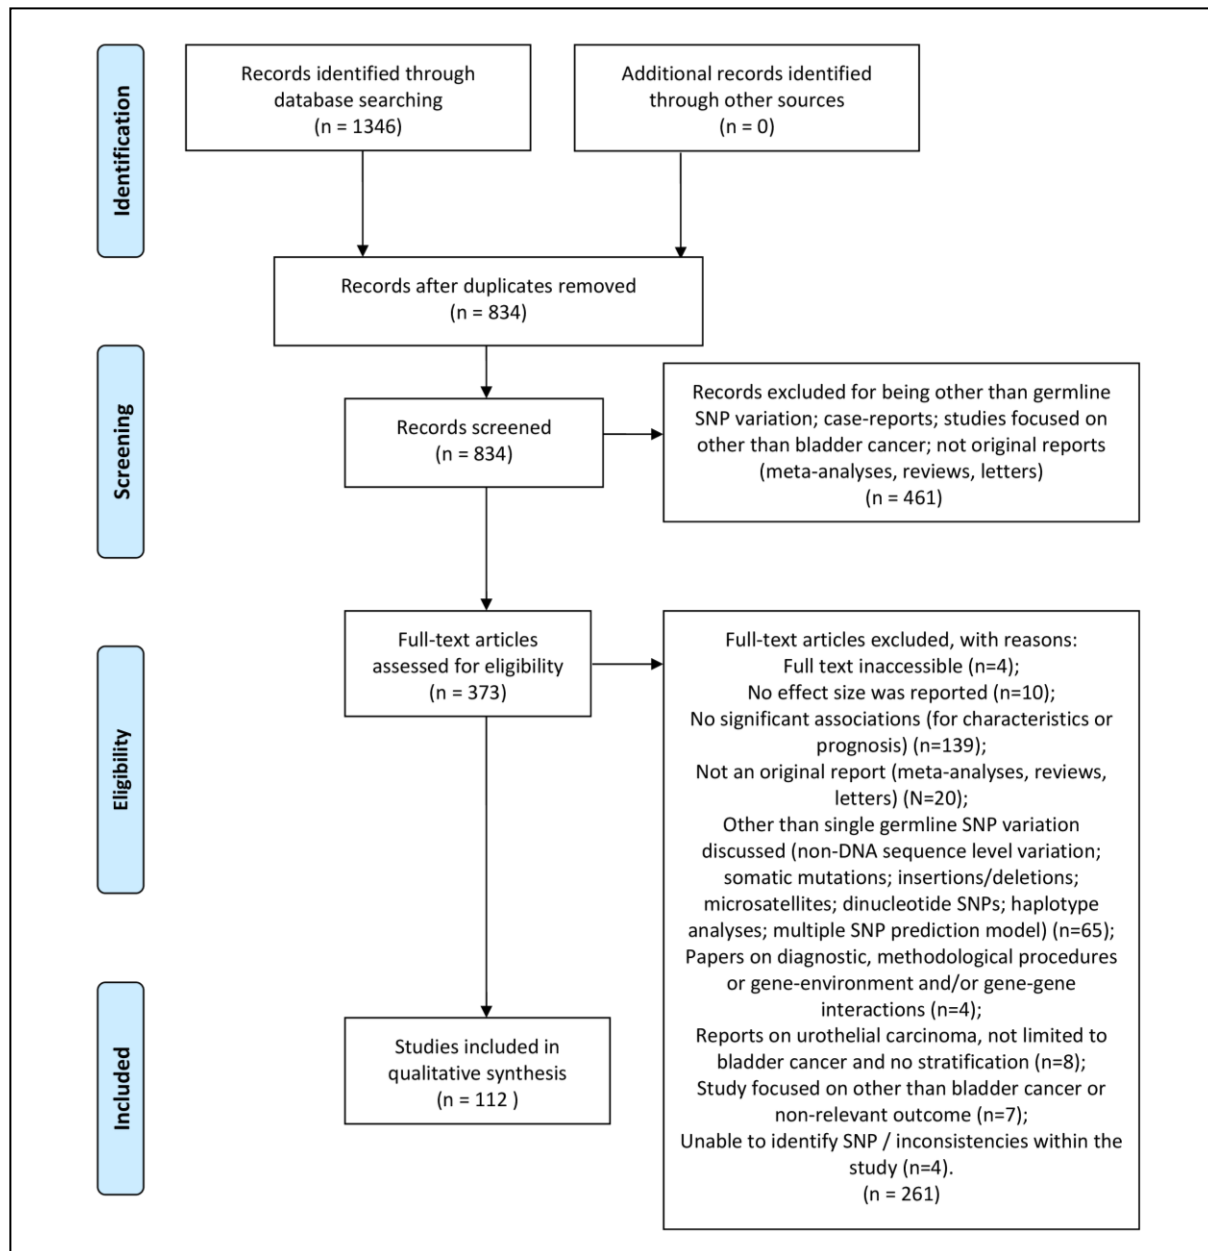 Identification
Records identified through
database searching
(n = 1346)
Additional records identified
through other sources
(n = 0)
Records after duplicates removed
(n = 834)
Screening
Records screened
(n = 834)
Records excluded for being other than germline
SNP variation; case-reports; studies focused on
other than bladder cancer; not original reports
(meta-analyses, reviews, letters)
(n = 461)
Eligibility
Full-text articles
assessed for eligibility
(n = 373)
Full-text articles excluded, with reasons:
Full text inaccessible (n=4);
No effect size was reported (n=10);
No significant associations (for characteristics or
prognosis) (n=139);
Not an original report (meta-analyses, reviews,
letters) (N=20);
Other than single germline SNP variation
discussed (non-DNA sequence level variation;
somatic mutations; insertions/deletions;
microsatellites; dinucleotide SNPs; haplotype
analyses; multiple SNP prediction model) (n=65);
Papers on diagnostic, methodological procedures
or gene-environment and/or gene-gene
interactions (n=4);
Reports on urothelial carcinoma, not limited to
bladder cancer and no stratification (n=8);
Study focused on other than bladder cancer or
non-relevant outcome (n=7);
Unable to identify SNP / inconsistencies within the
study (n=4).
(n = 261)
Included
Studies included in
qualitative synthesis
(n = 112 )